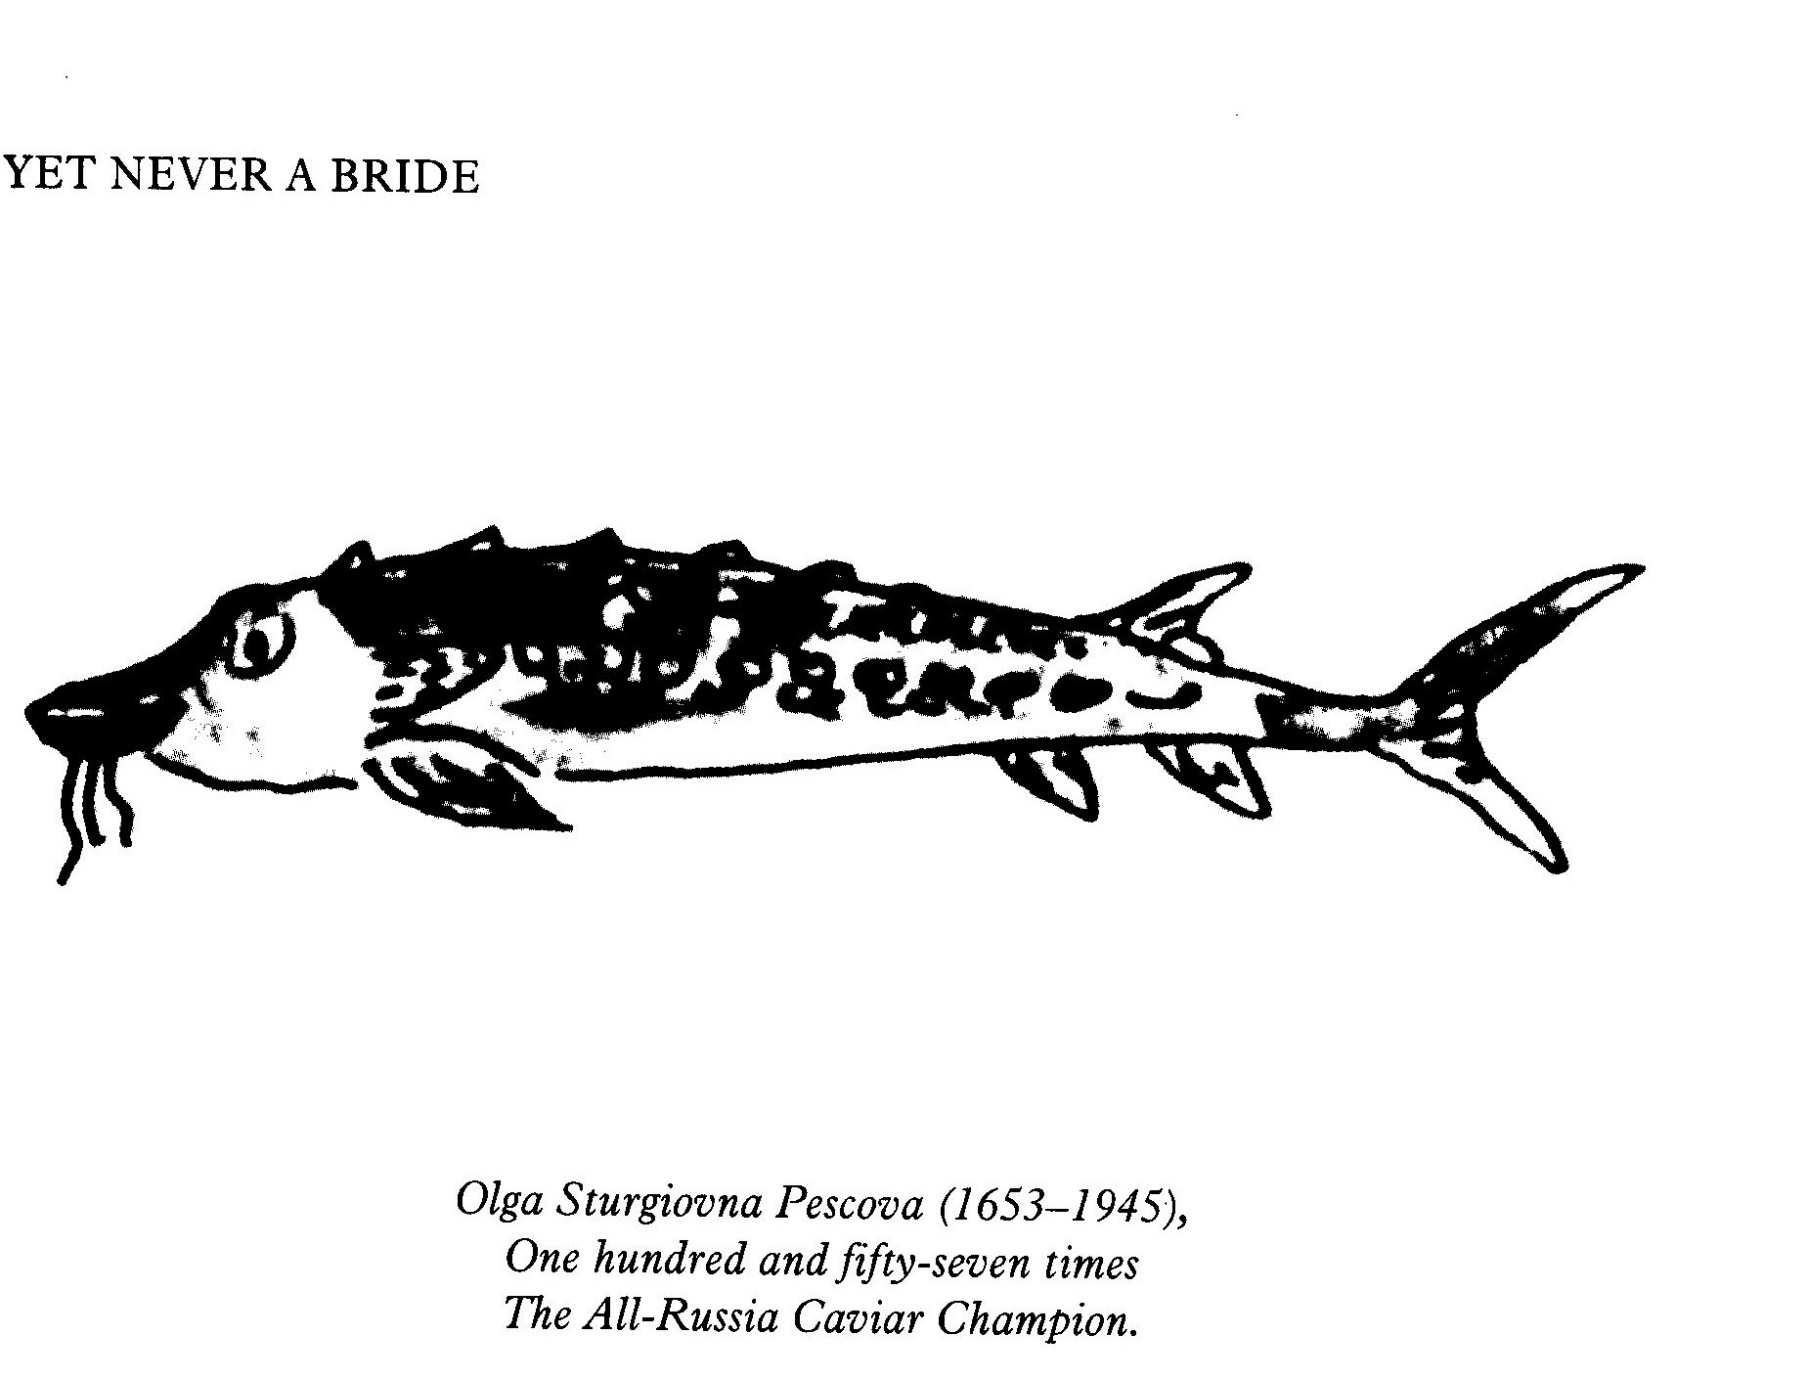 YET NEVER A BRIDE
Olga Sturgiovna Pescova (1653–1945),
One hundred and fifty-seven times
The All-Russia Caviar Champion.